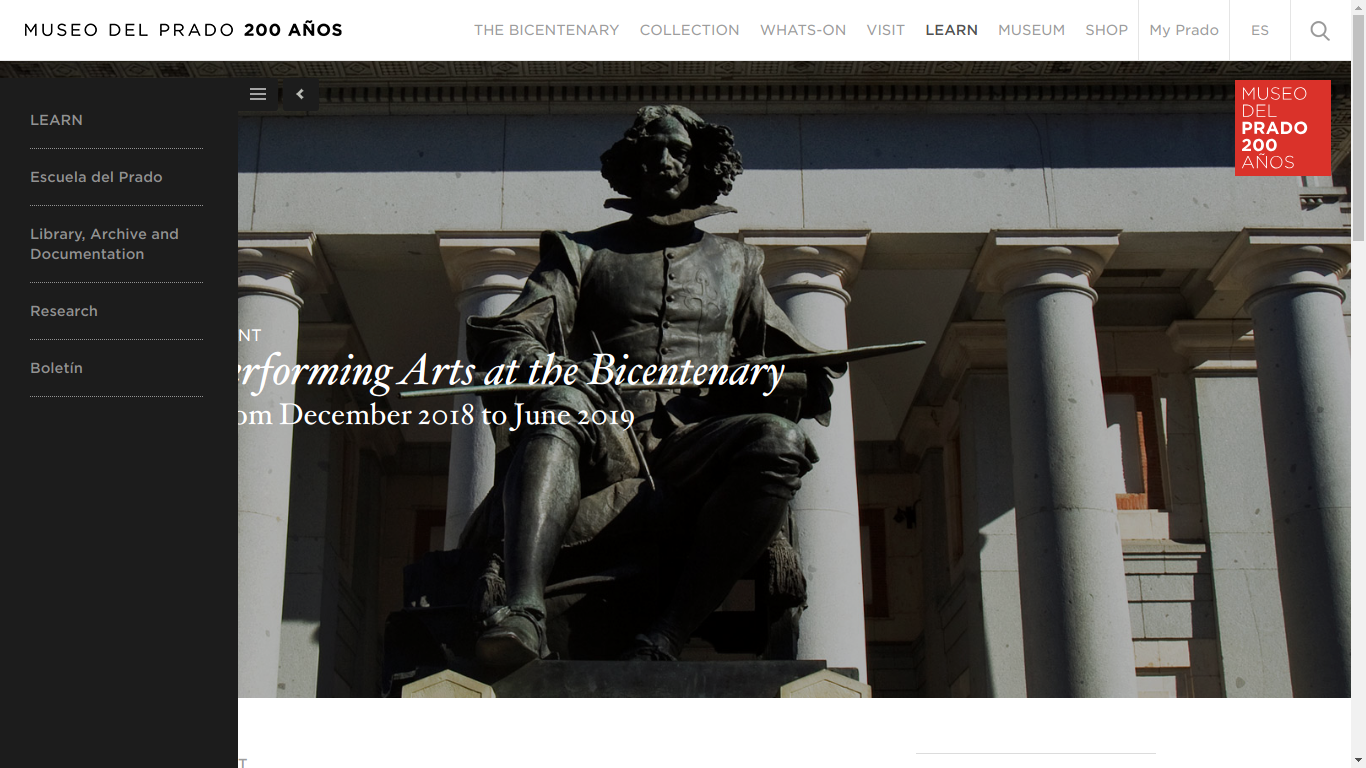 MUSEO DEL PRADO 200 AÑOS
THE BICENTENARY COLLECTION WHATS-ON VISIT LEARN MUSEUM SHOP My Prado ES
LEARN
Escuela del Prado
Library, Archive and
Documentation
Research
Boletín
MUSEO
DEL
PRADO
200
AÑOS
NT
erforming Arts at the Bicentenary
om December 2018 to June 2019
T